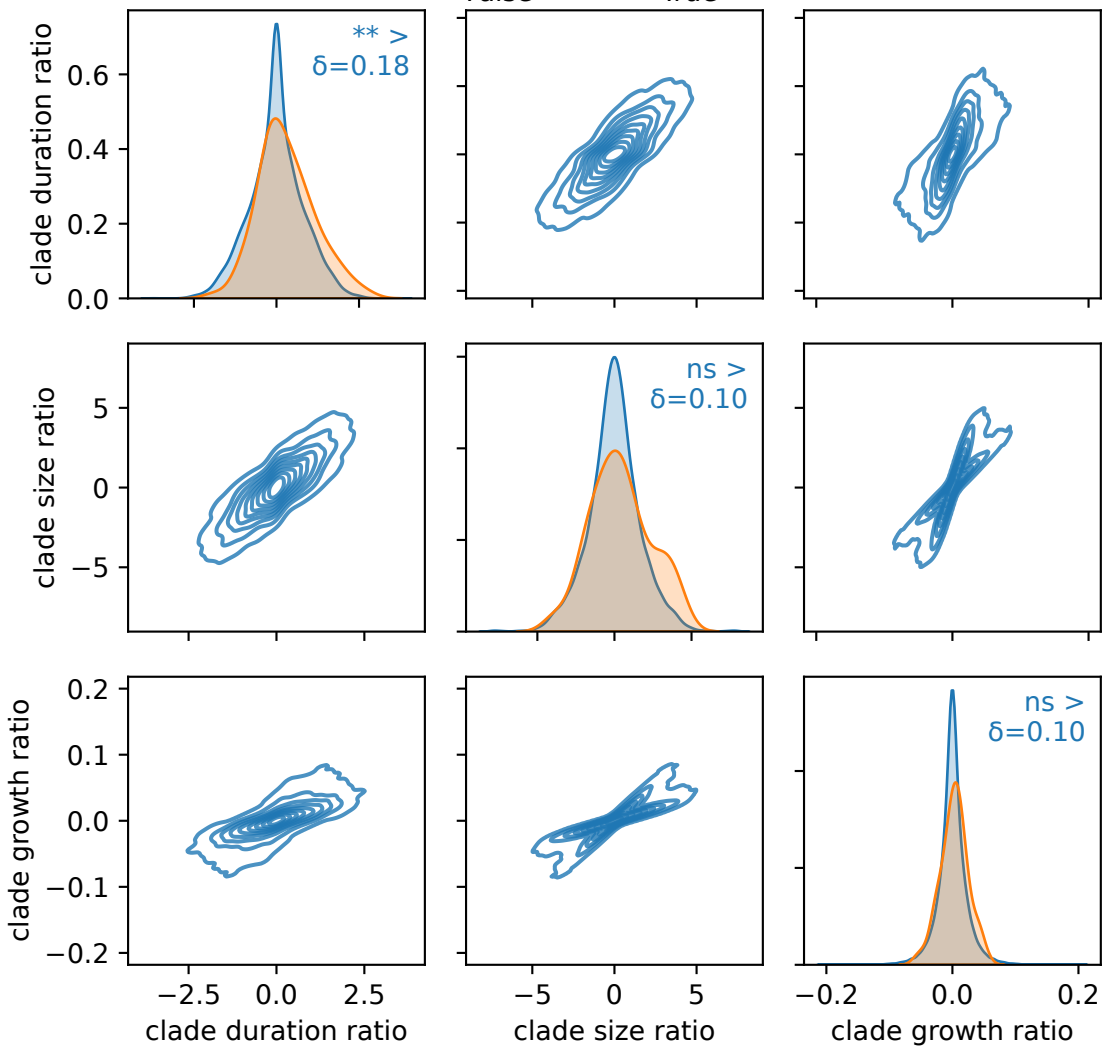 clade duration ratio
0.6
0.4
0.2
0.0
** >
δ=0.18
clade size ratio
5
0
−5
ns >
δ=0.10
clade growth ratio
0.2
0.1
0.0
−0.1
−0.2
ns >
δ=0.10
−2.5 0.0 2.5
−5 0 5
−0.2 0.0 0.2
clade duration ratio
clade size ratio
clade growth ratio